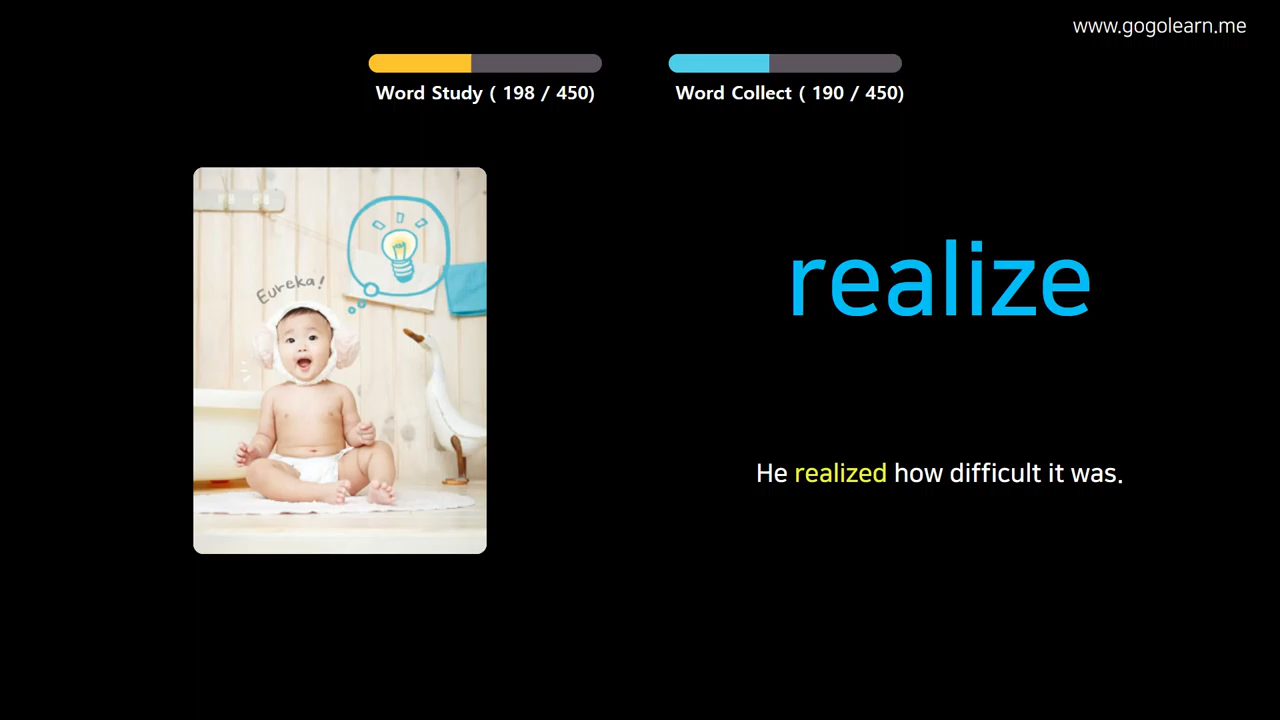 www.gogolearn.me
Word Study ( 198 / 450)
Word Collect ( 190 / 450)
Eureka!
realize
He realized how difficult it was.